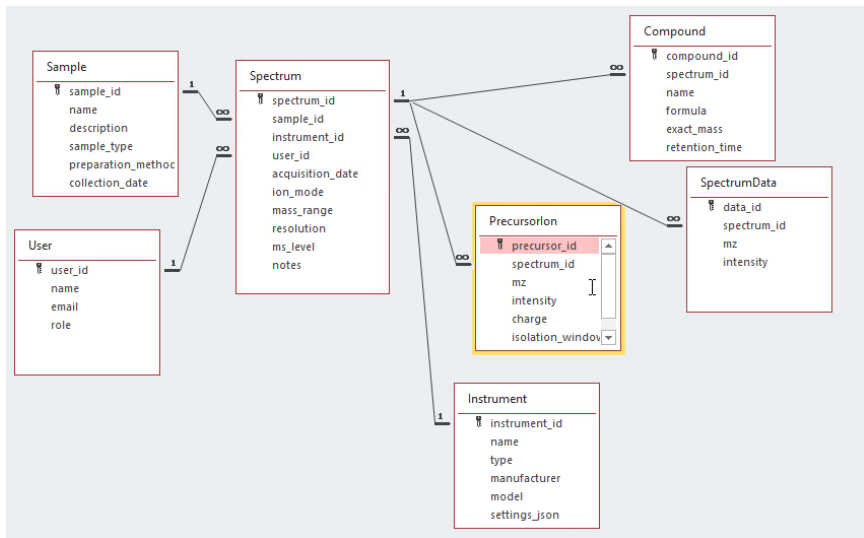 Sample
sample_id
name
description
sample_type
preparation_methoc
collection_date
User
user_id
name
email
role
Spectrum
spectrum_id
sample_id
instrument_id
user_id
acquisition_date
ion_mode
mass_range
resolution
ms_level
notes
Compound
compound_id
spectrum_id
name
formula
exact_mass
retention_time
SpectrumData
data_id
spectrum_id
mz
intensity
PrecursorIon
precursor_id
spectrum_id
mz
intensity
charge
isolation_window
Instrument
instrument_id
name
type
manufacturer
model
settings_json
1
∞
1
∞
1
∞
∞
∞
∞
1